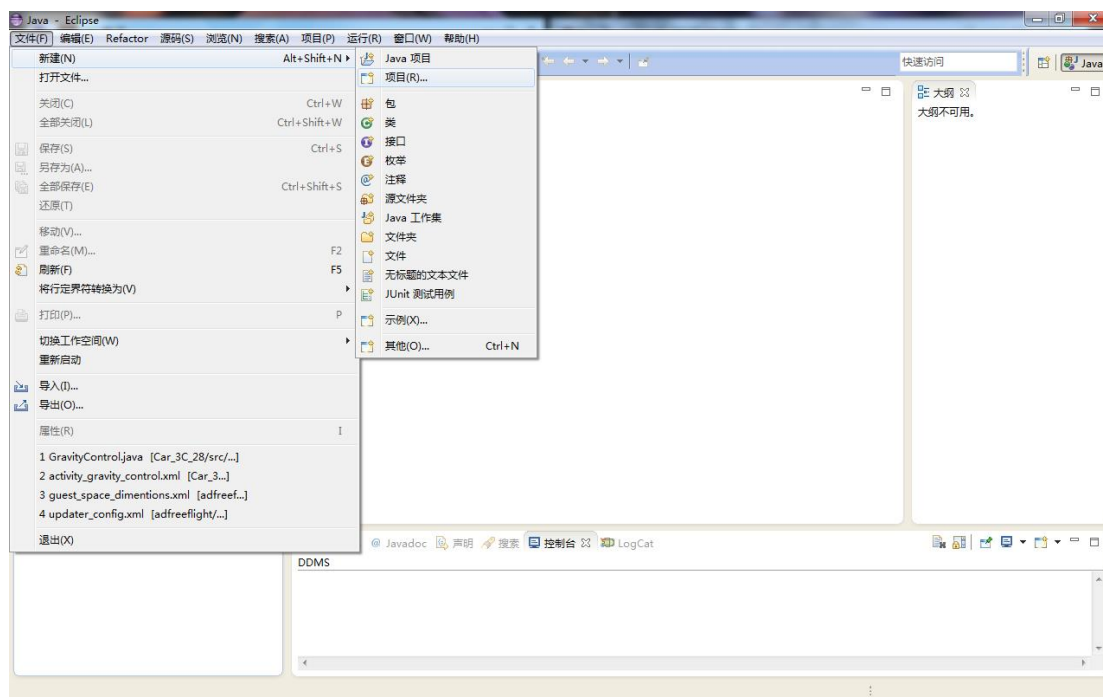 Java - Eclipse
文件(F) 编辑(E) Refactor 源码(S) 浏览(N) 搜索(A) 项目(P) 运行(R) 窗口(W) 帮助(H)
快速访问
Java
新建(N) Alt+Shift+N
打开文件...
关闭(C) Ctrl+W
全部关闭(L) Ctrl+Shift+W
保存(S) Ctrl+S
另存为(A)...
全部保存(E) Ctrl+Shift+S
还原(T)
移动(V)...
重命名(M)... F2
刷新(F) F5
将行定界符转换为(V)
打印(P)... P
切换工作空间(W)
重新启动
导入(I)...
导出(O)...
属性(R) I
1 GravityControl.java [Car_3C_28/src/...]
2 activity_gravity_control.xml [Car_3...]
3 guest_space_dimentions.xml [adfreef...]
4 updater_config.xml [adfreeflight/...]
退出(X)
Java 项目
项目(R)...
包
类
接口
枚举
注释
源文件夹
Java 工作集
文件夹
文件
无标题的文本文件
JUnit 测试用例
示例(X)...
其他(O)... Ctrl+N
大纲
大纲不可用。
@ Javadoc 声明 搜索 控制台 LogCat
DDMS